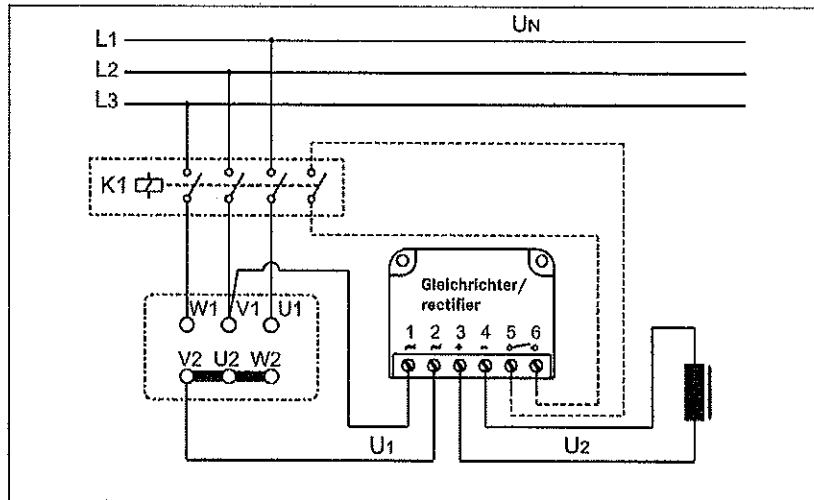 UN
L1
L2
L3
K1
Gleichrichter/
rectifier
W1 V1 U1
1 2 3 4 5 6
~ ~ + -
V2 U2 W2
U1
U2